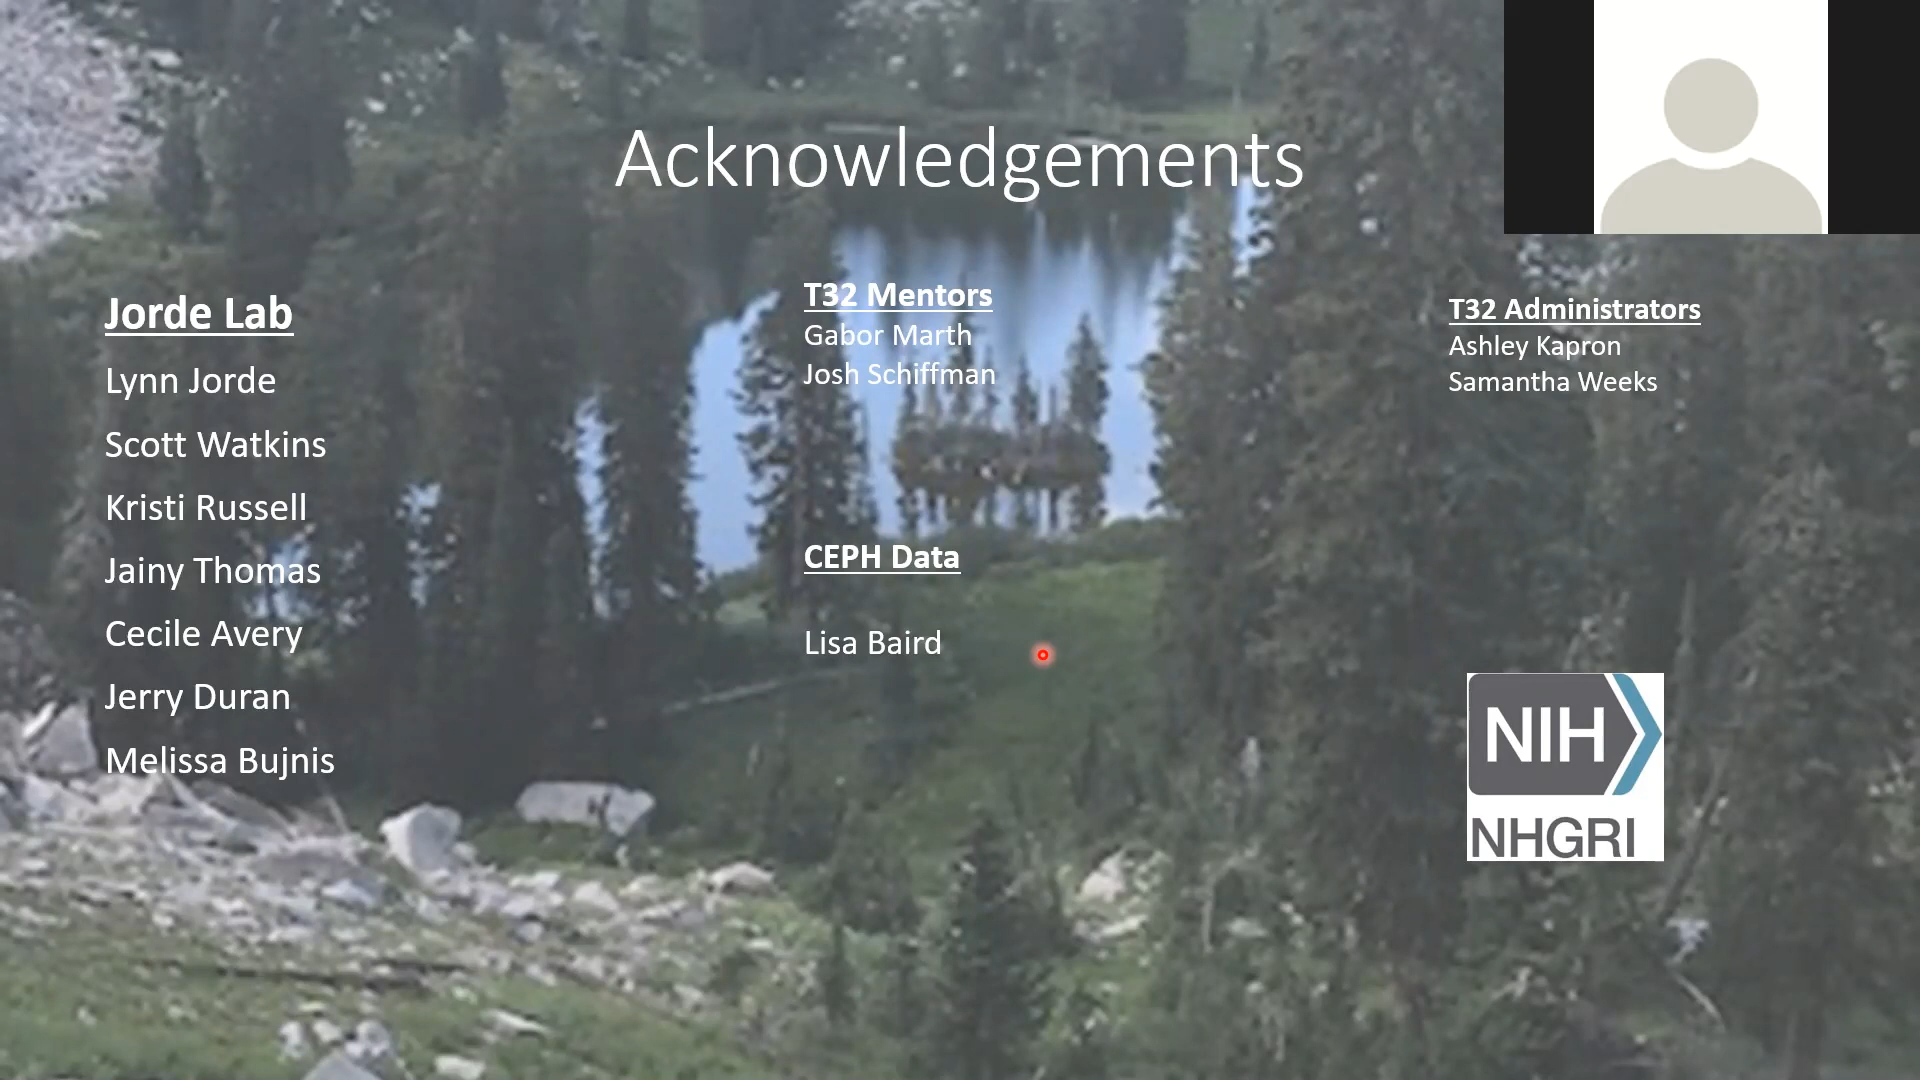 Acknowledgements
Jorde Lab
Lynn Jorde
Scott Watkins
Kristi Russell
Jainy Thomas
Cecile Avery
Jerry Duran
Melissa Bujnis
T32 Mentors
Gabor Marth
Josh Schiffman
CEPH Data
Lisa Baird
T32 Administrators
Ashley Kapron
Samantha Weeks
NIH
NHGRI